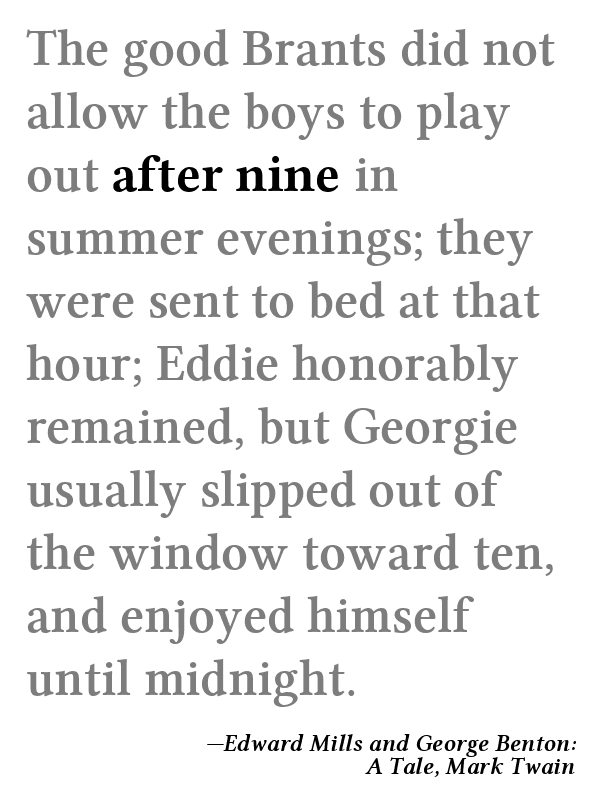 The good Brants did not
allow the boys to play
out after nine in
summer evenings; they
were sent to bed at that
hour; Eddie honorably
remained, but Georgie
usually slipped out of
the window toward ten,
and enjoyed himself
until midnight.
—Edward Mills and George Benton:
A Tale, Mark Twain